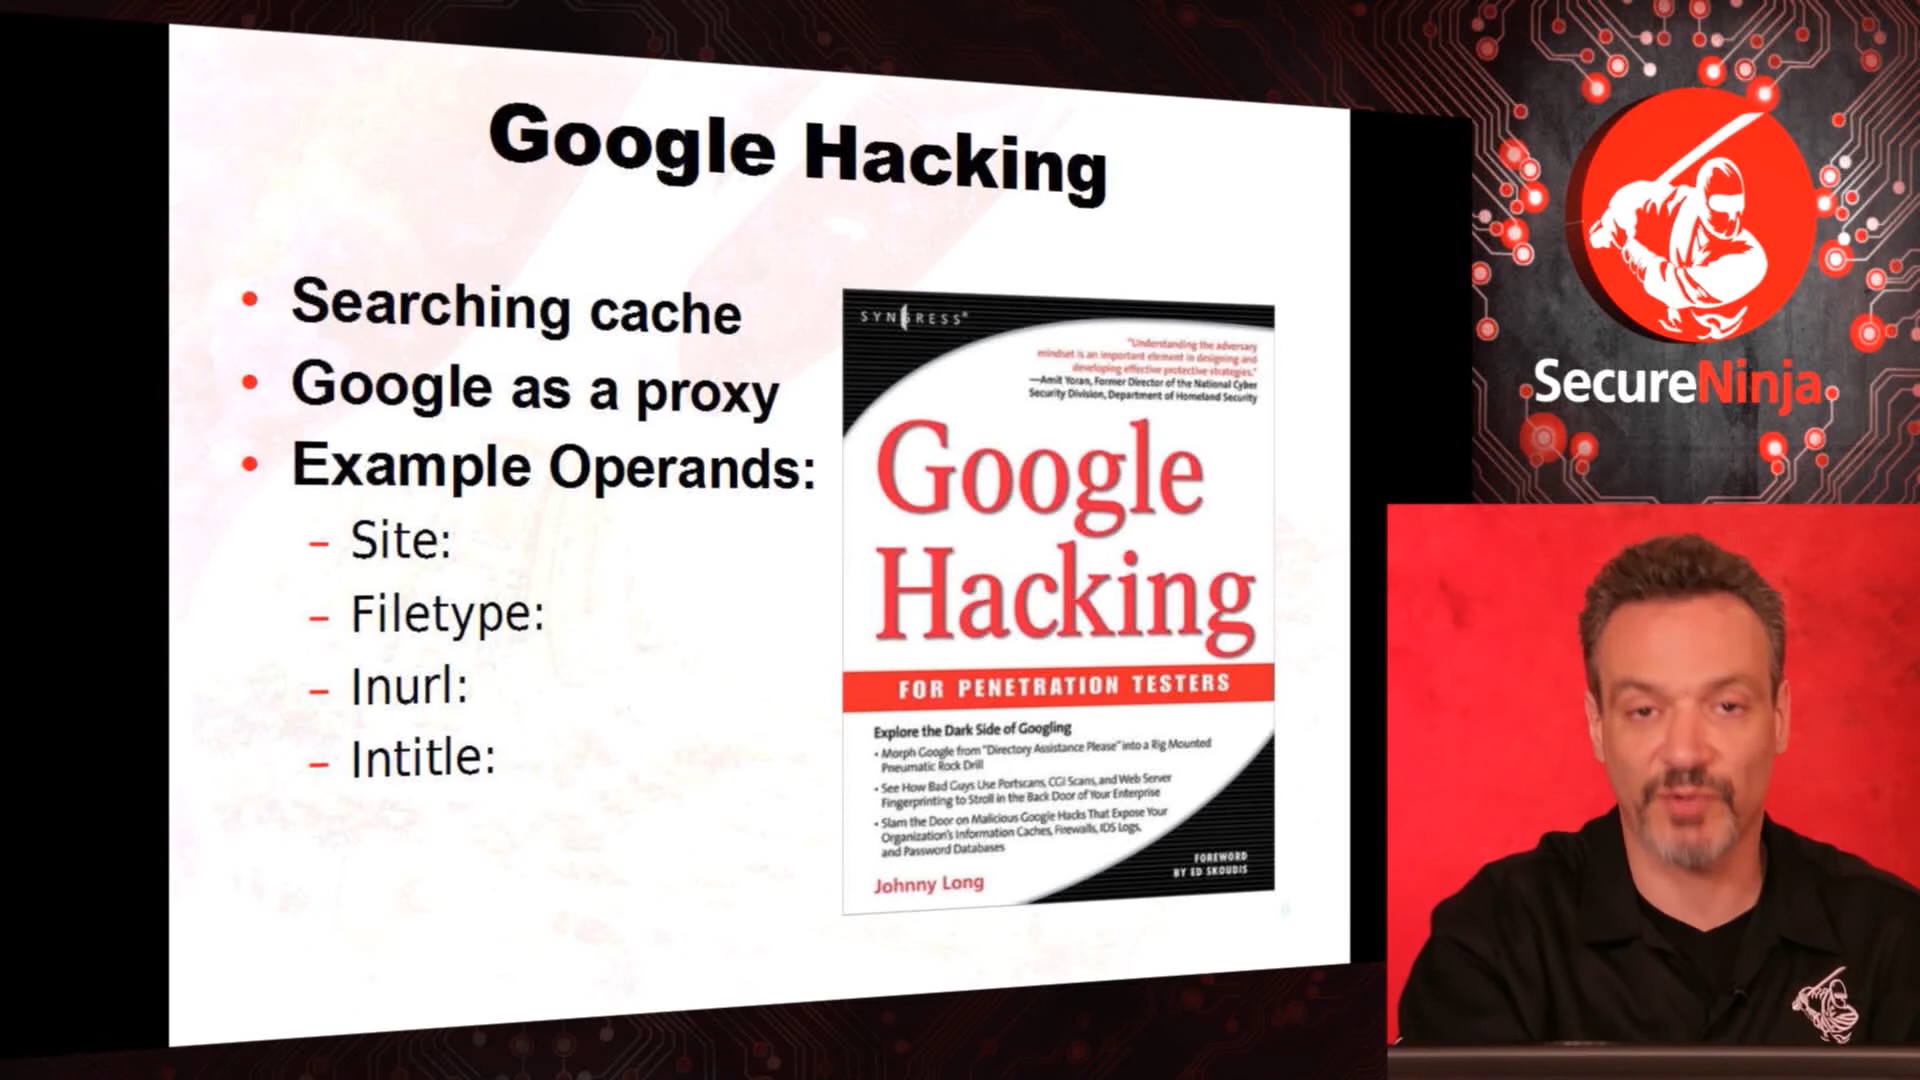 Google Hacking
• Searching cache
• Google as a proxy
• Example Operands:
– Site:
– Filetype:
– Inurl:
– Intitle:
SYNGRESS®
"Understanding the adversary
mindset is an important element in designing and
developing effective protective strategies."
—Amit Yoran, Former Director of the National Cyber
Security Division, Department of Homeland Security
Google
Hacking
FOR PENETRATION TESTERS
Explore the Dark Side of Googling
• Morph Google from "Directory Assistance Please" into a Rig Mounted
Pneumatic Rock Drill
• See How Bad Guys Use Portscans, CGI Scans, and Web Server
Fingerprinting to Stroll in the Back Door of Your Enterprise
• Slam the Door on Malicious Google Hacks That Expose Your
Organization's Information Caches, Firewalls, IDS Logs,
and Password Databases
Johnny Long
FOREWORD
BY ED SKOUDIS
SecureNinja